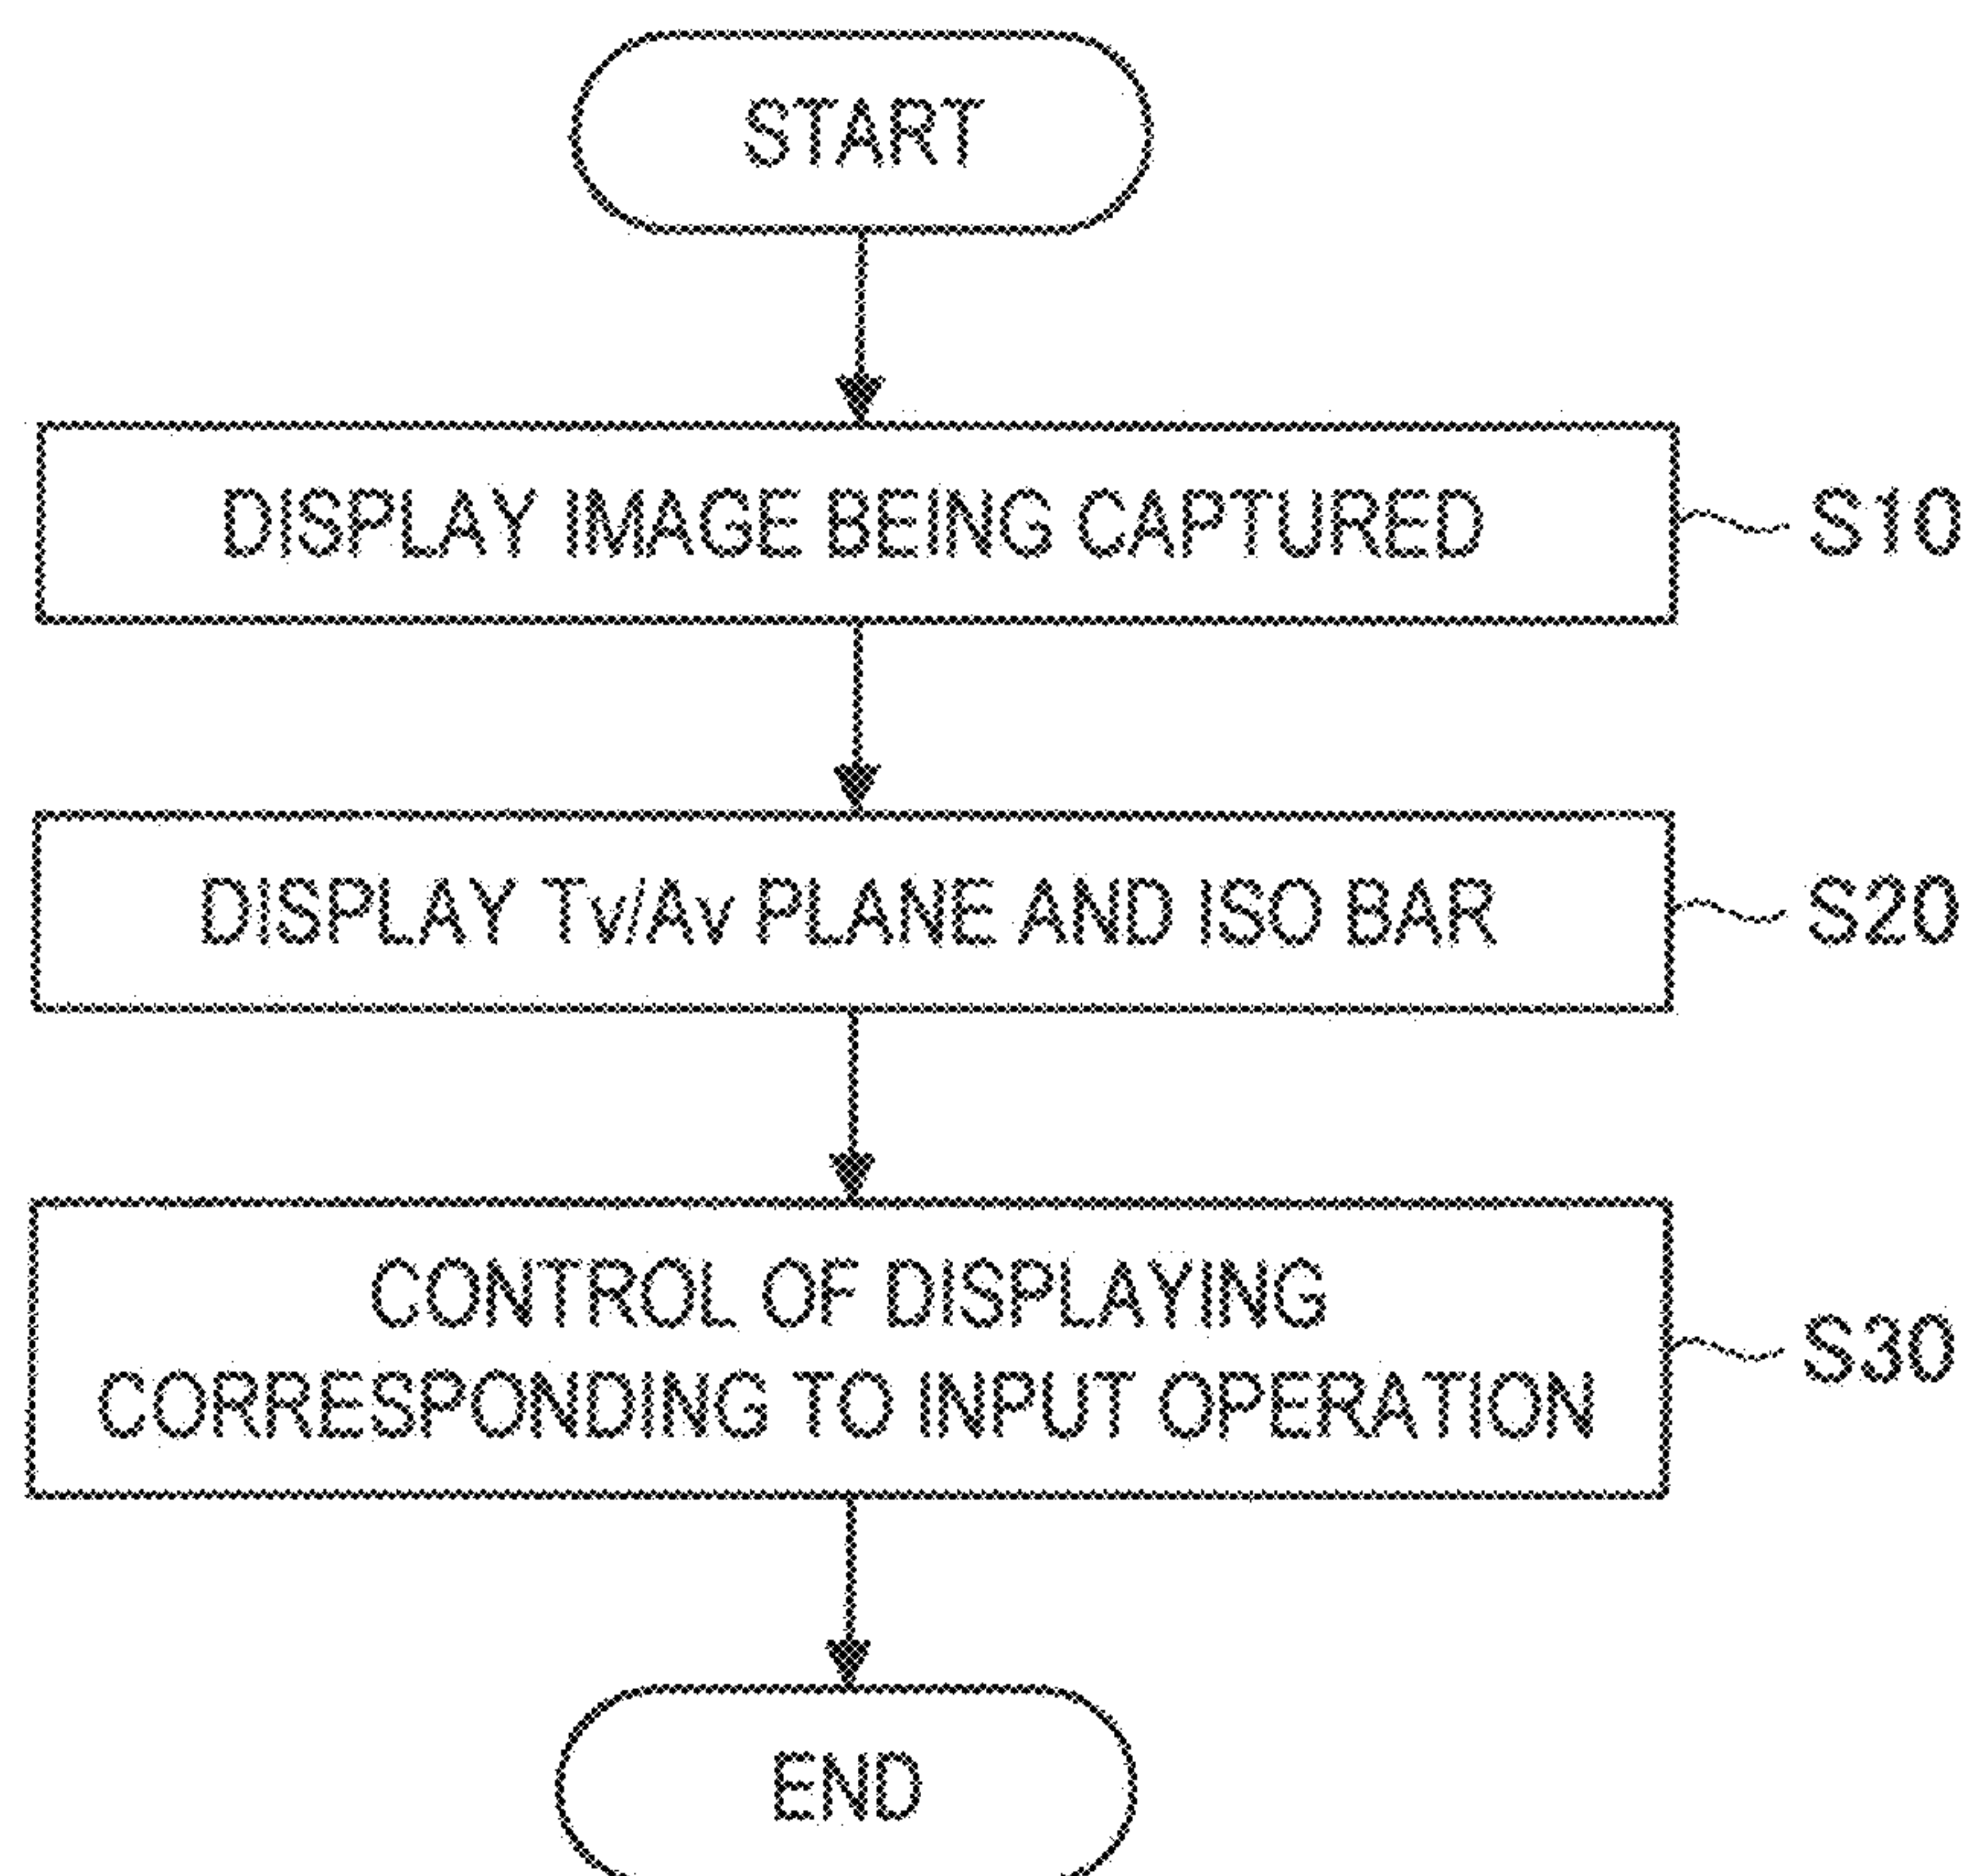 START
DISPLAY IMAGE BEING CAPTURED
S10
DISPLAY Tv/Av PLANE AND ISO BAR
S20
CONTROL OF DISPLAYING
CORRESPONDING TO INPUT OPERATION
S30
END